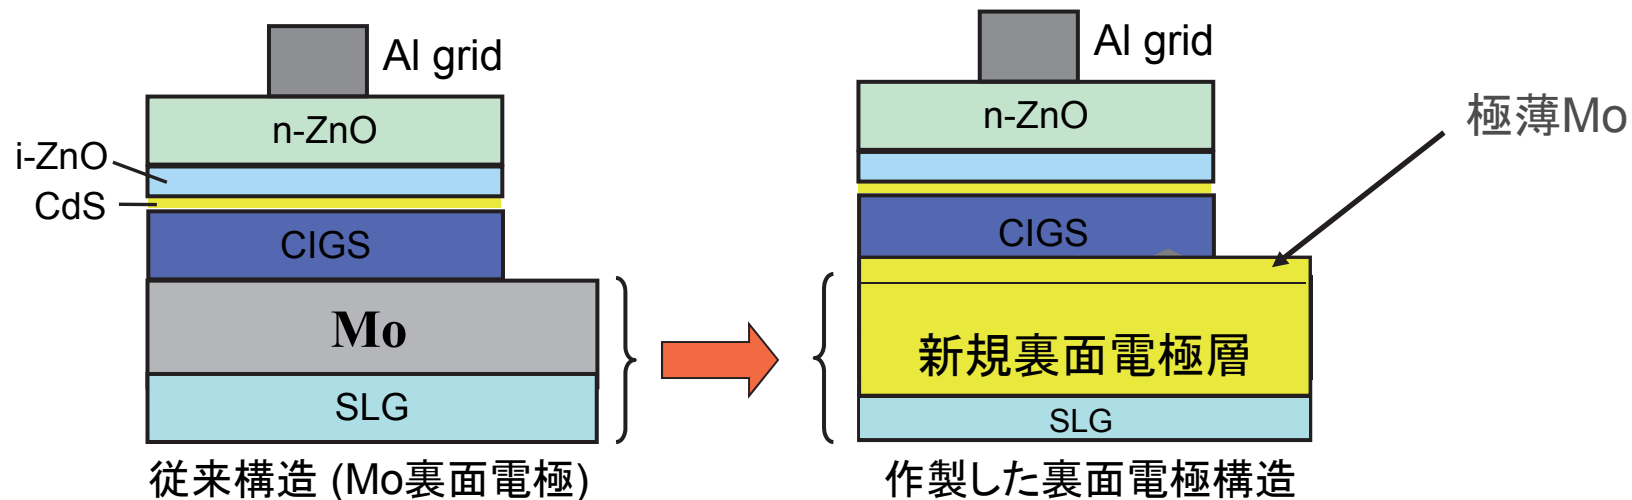 Al grid
n-ZnO
i-ZnO
CdS
CIGS
Mo
SLG
従来構造 (Mo裏面電極)
Al grid
極薄Mo
n-ZnO
CIGS
新規裏面電極層
SLG
作製した裏面電極構造